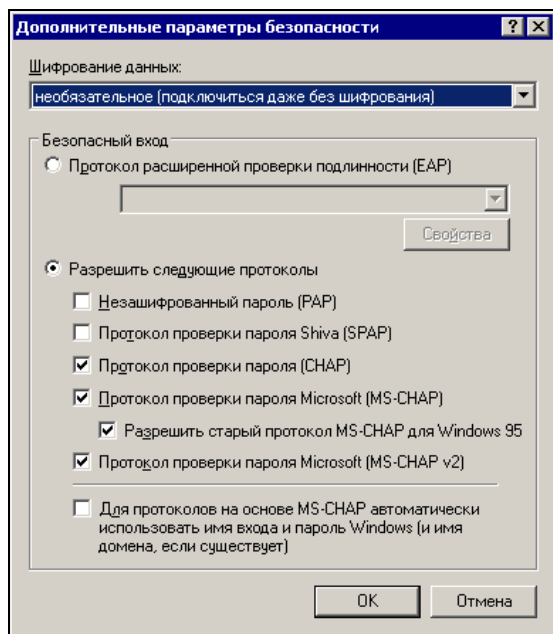 Дополнительные параметры безопасности
Шифрование данных:
необязательное (подключиться даже без шифрования)
Безопасный вход
Протокол расширенной проверки подлинности (EAP)
Свойства
Разрешить следующие протоколы
Незашифрованный пароль (PAP)
Протокол проверки пароля Shiva (SPAP)
Протокол проверки пароля (CHAP)
Протокол проверки пароля Microsoft (MS-CHAP)
Разрешить старый протокол MS-CHAP для Windows 95
Протокол проверки пароля Microsoft (MS-CHAP v2)
Для протоколов на основе MS-CHAP автоматически
использовать имя входа и пароль Windows (и имя
домена, если существует)
OK Отмена